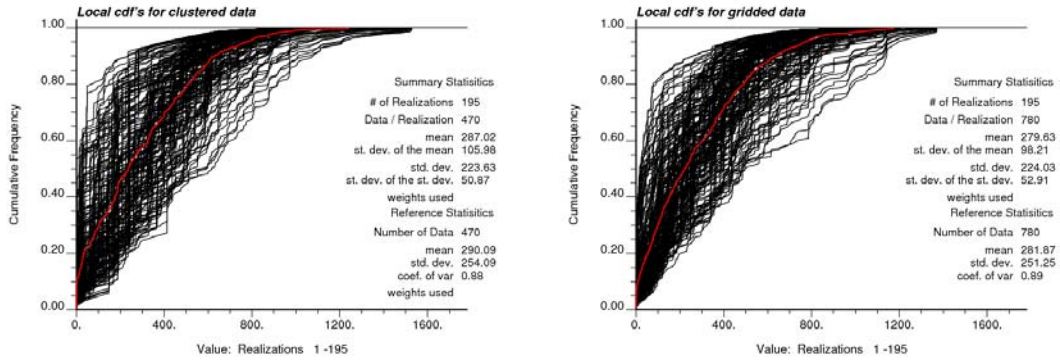 Local cdf's for clustered data
Cumulative Frequency
1.00
0.80
0.60
0.40
0.20
0.00
0. 400. 800. 1200. 1600.
Value: Realizations 1 -195
Summary Statisitics
# of Realizations 195
Data / Realization 470
mean 287.02
st. dev. of the mean 105.98
std. dev. 223.63
st. dev. of the st. dev. 50.87
weights used
Reference Statistics
Number of Data 470
mean 290.09
std. dev. 254.09
coef. of var 0.88
weights used
Local cdf's for gridded data
Cumulative Frequency
1.00
0.80
0.60
0.40
0.20
0.00
0. 400. 800. 1200. 1600.
Value: Realizations 1 -195
Summary Statisitics
# of Realizations 195
Data / Realization 780
mean 279.63
st. dev. of the mean 98.21
std. dev. 224.03
st. dev. of the st. dev. 52.91
weights used
Reference Statistics
Number of Data 780
mean 281.87
std. dev. 251.25
coef. of var 0.89